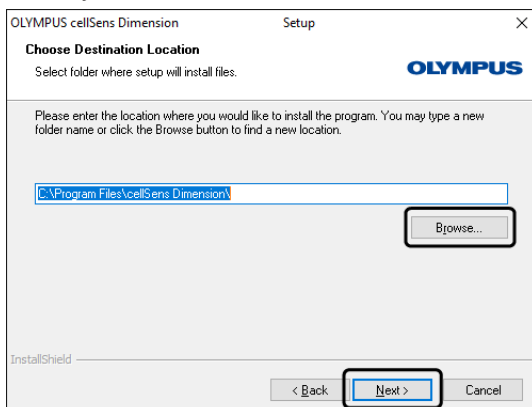 OLYMPUS cellSens Dimension Setup
Choose Destination Location
Select folder where setup will install files.
OLYMPUS
Please enter the location where you would like to install the program. You may type a new
folder name or click the Browse button to find a new location.
C:\Program Files\cellSens Dimension\
Browse...
InstallShield
< Back Next > Cancel